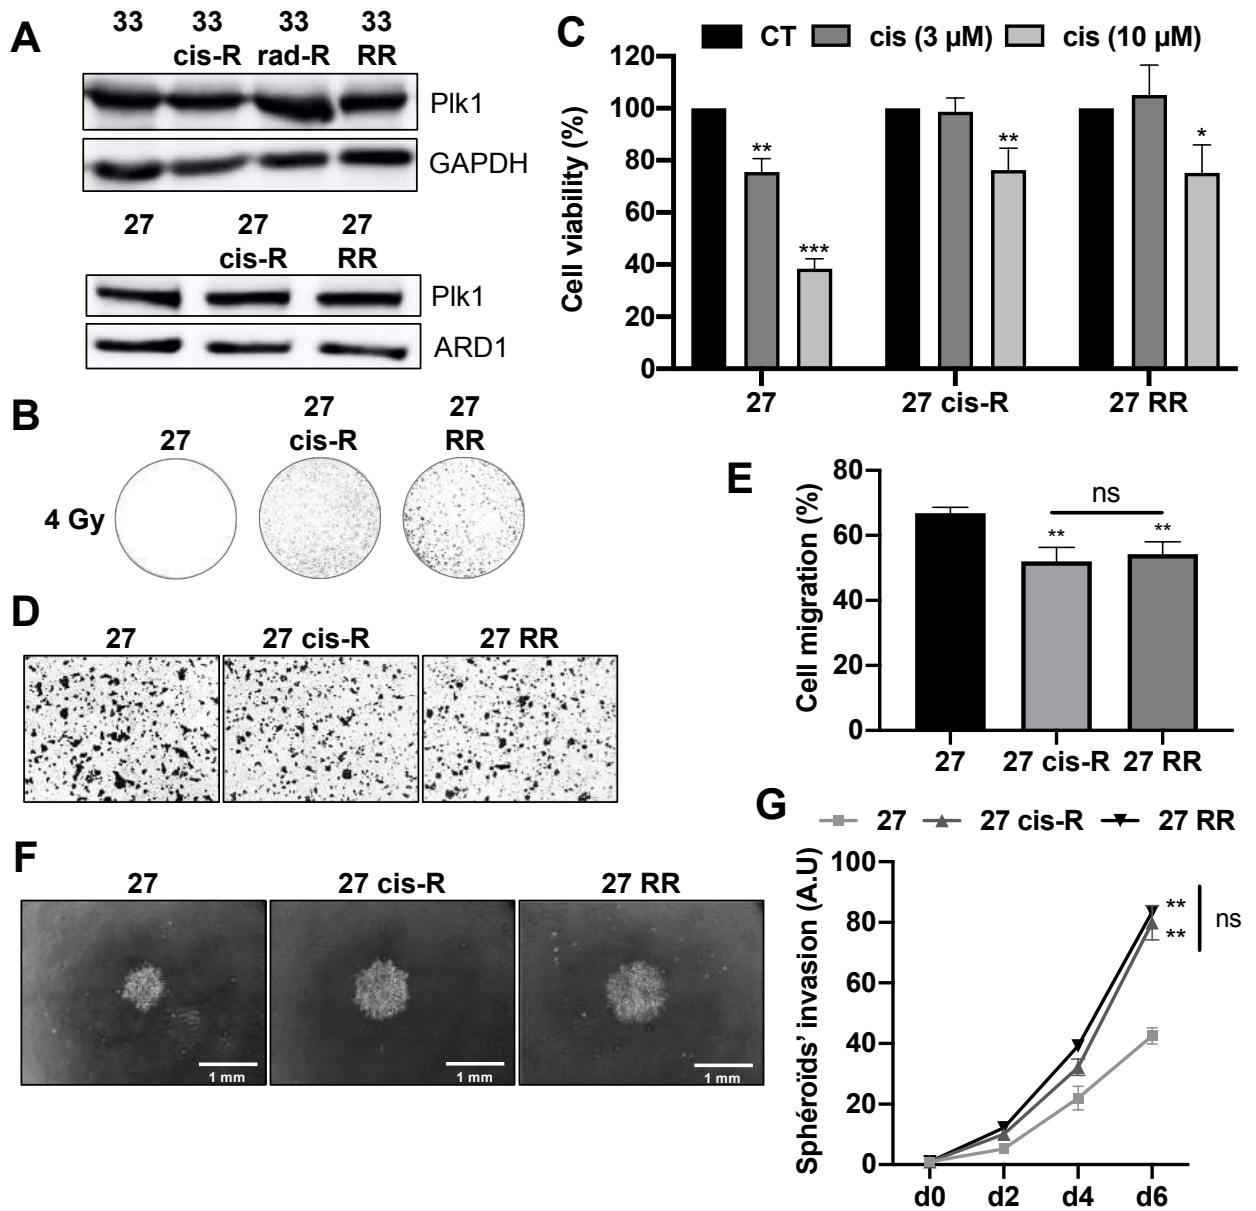 A
33 33 33 33
cis-R rad-R RR
Plk1
GAPDH
27 27 27
cis-R RR
Plk1
ARD1
B
27 27 27
cis-R RR
4 Gy
C
CT cis (3 µM) cis (10 µM)
Cell viability (%)
120
100
80
60
40
20
0
** *** ** *
27 27 cis-R 27 RR
D
27 27 cis-R 27 RR
E
Cell migration (%)
80
60
40
20
0
ns
** **
27 27 cis-R 27 RR
F
27 27 cis-R 27 RR
1 mm 1 mm 1 mm
G
27 27 cis-R 27 RR
Sphéroïds’ invasion (A.U)
100
80
60
40
20
0
**
**
ns
d0 d2 d4 d6